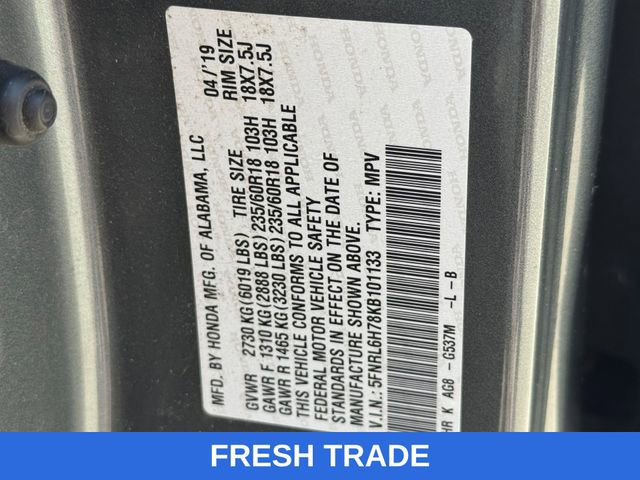 MFD. BY HONDA MFG. OF ALABAMA, LLC 04/'19
GVWR 2730 KG(6019 LBS) TIRE SIZE RIM SIZE
GAWR F 1310 KG(2888 LBS)235/60R18 103H 18X7.5J
GAWR R 1465 KG(3230 LBS)235/60R18 103H 18X7.5J
THIS VEHICLE CONFORMS TO ALL APPLICABLE
FEDERAL MOTOR VEHICLE SAFETY
STANDARDS IN EFFECT ON THE DATE OF
MANUFACTURE SHOWN ABOVE.
V.I.N.: 5FNRL6H78KB101133 TYPE: MPV
HR K AG8 - G537M -L-B
FRESH TRADE